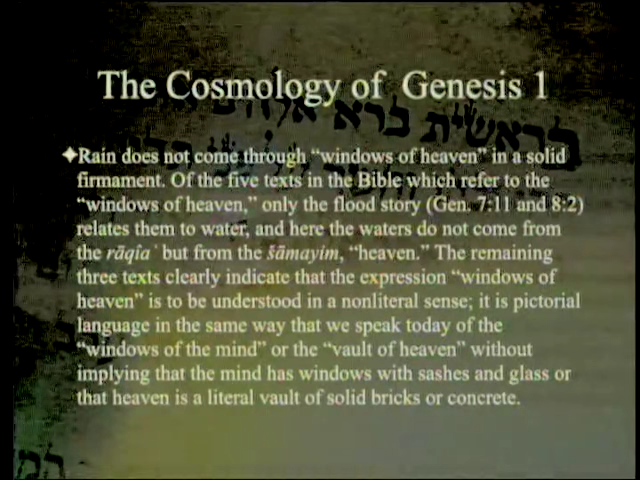 The Cosmology of Genesis 1
✦Rain does not come through “windows of heaven” in a solid
firmament. Of the five texts in the Bible which refer to the
“windows of heaven,” only the flood story (Gen. 7:11 and 8:2)
relates them to water, and here the waters do not come from
the rāqîaʿ but from the šāmayim, “heaven.” The remaining
three texts clearly indicate that the expression “windows of
heaven” is to be understood in a nonliteral sense; it is pictorial
language in the same way that we speak today of the
“windows of the mind” or the “vault of heaven” without
implying that the mind has windows with sashes and glass or
that heaven is a literal vault of solid bricks or concrete.
בראשית ברא אלהים